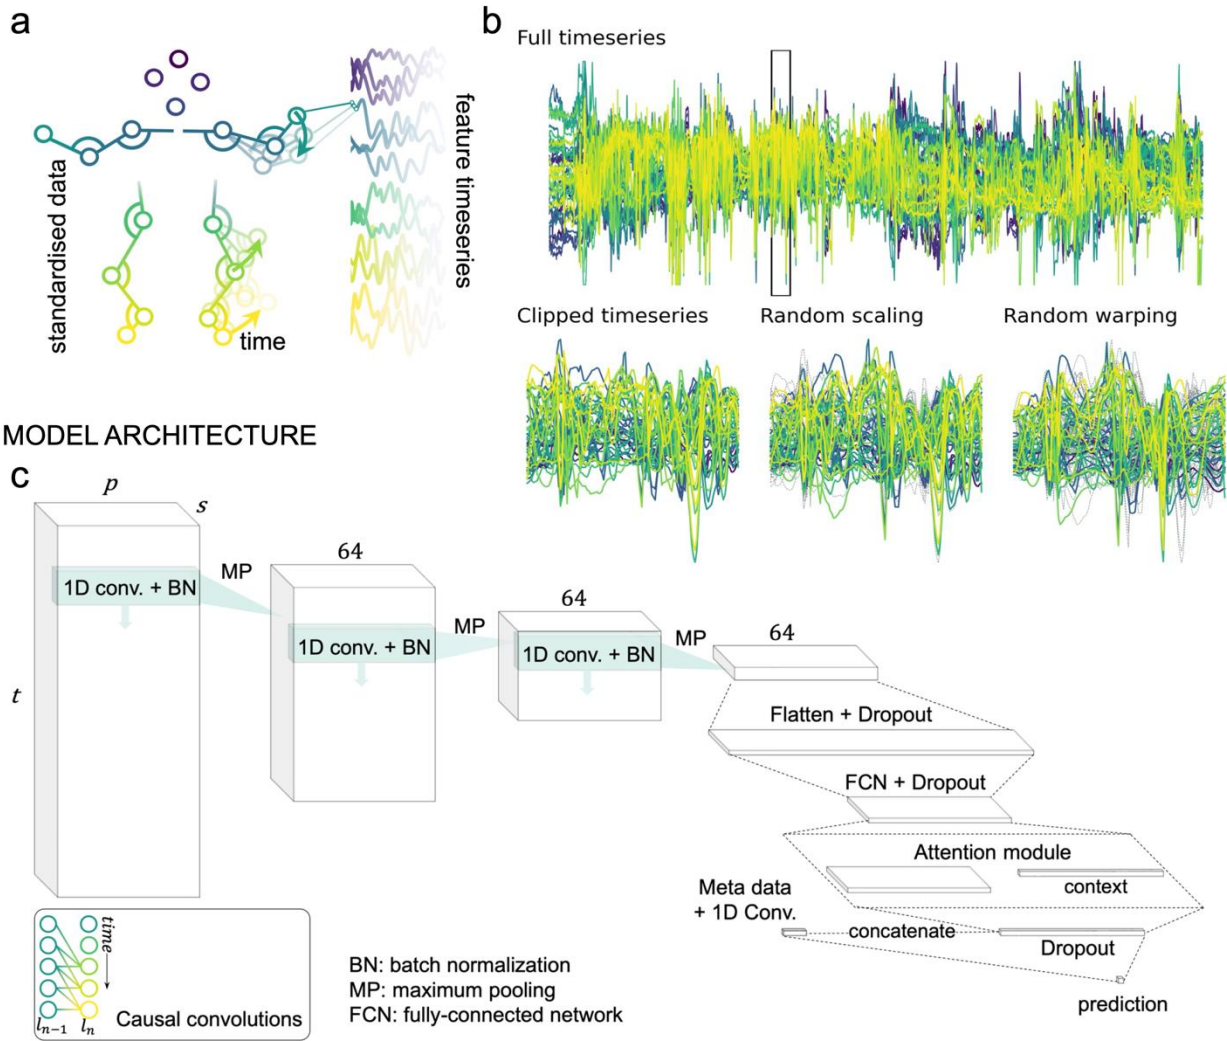 a
standardised data
time
feature timeseries
b
Full timeseries
Clipped timeseries
Random scaling
Random warping
MODEL ARCHITECTURE
c
p
s
t
1D conv. + BN
MP
64
1D conv. + BN
MP
64
1D conv. + BN
MP
64
Flatten + Dropout
FCN + Dropout
Attention module
context
Meta data
+ 1D Conv.
concatenate
Dropout
prediction
time
lₙ₋₁ lₙ
Causal convolutions
BN: batch normalization
MP: maximum pooling
FCN: fully-connected network